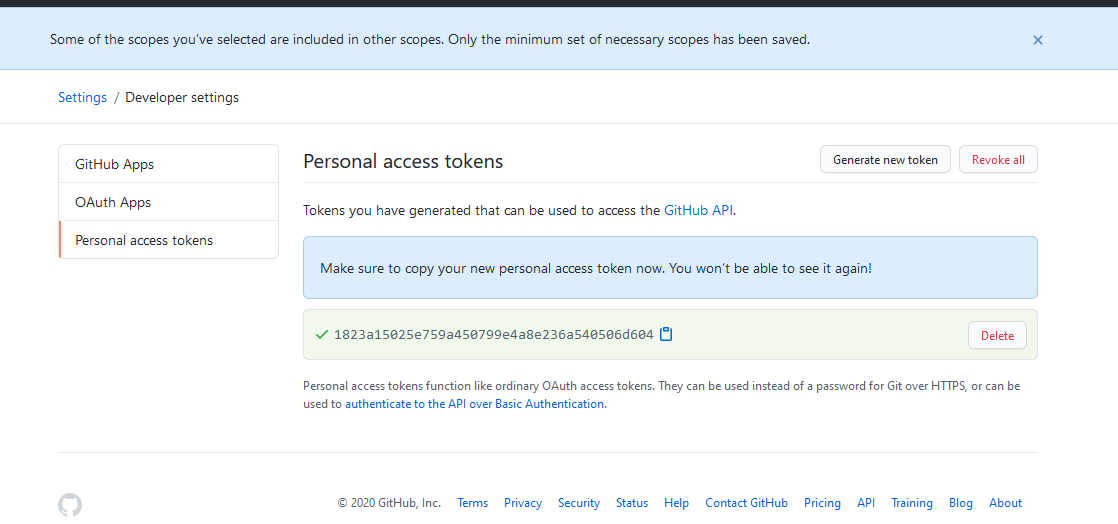 Some of the scopes you've selected are included in other scopes. Only the minimum set of necessary scopes has been saved.
Settings / Developer settings
GitHub Apps
OAuth Apps
Personal access tokens
Personal access tokens
Generate new token
Revoke all
Tokens you have generated that can be used to access the GitHub API.
Make sure to copy your new personal access token now. You won't be able to see it again!
1823a15025e759a450799e4a8e236a540506d604
Delete
Personal access tokens function like ordinary OAuth access tokens. They can be used instead of a password for Git over HTTPS, or can be
used to authenticate to the API over Basic Authentication.
© 2020 GitHub, Inc. Terms Privacy Security Status Help Contact GitHub Pricing API Training Blog About